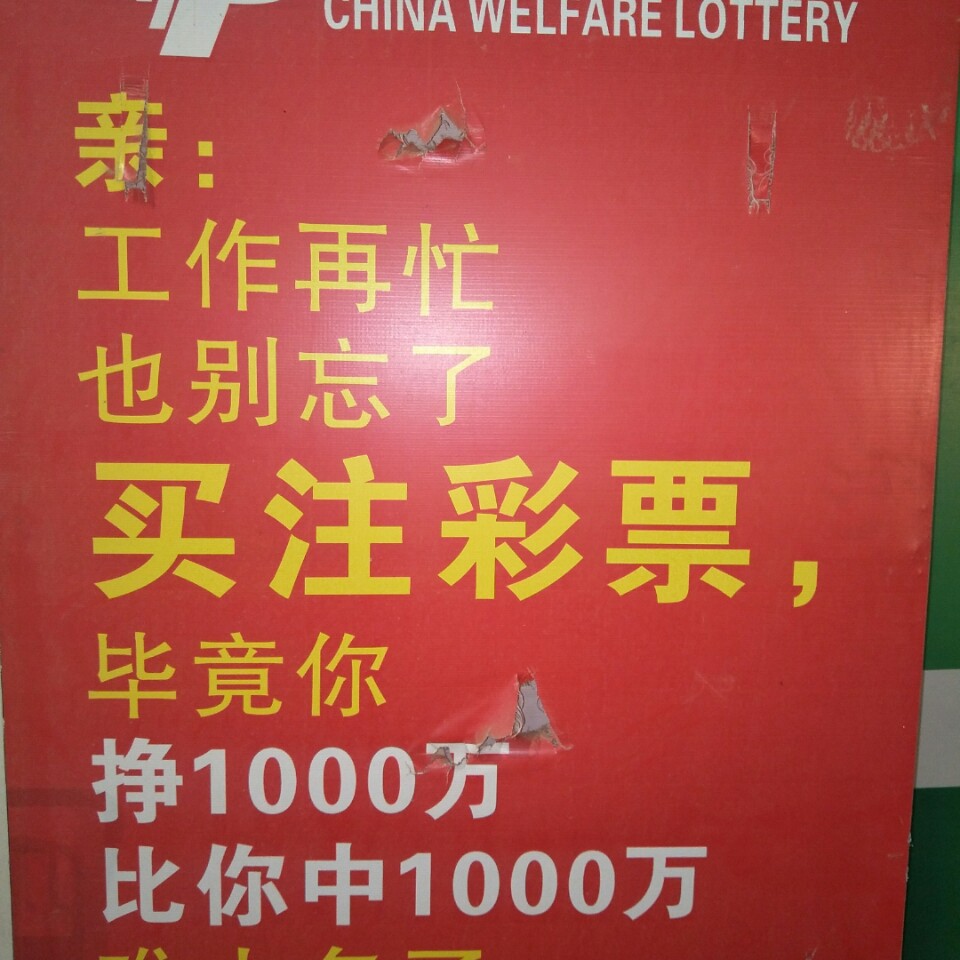 CHINA WELFARE LOTTERY
亲：
工作再忙
也别忘了
买注彩票，
毕竟你
挣1000万
比你中1000万